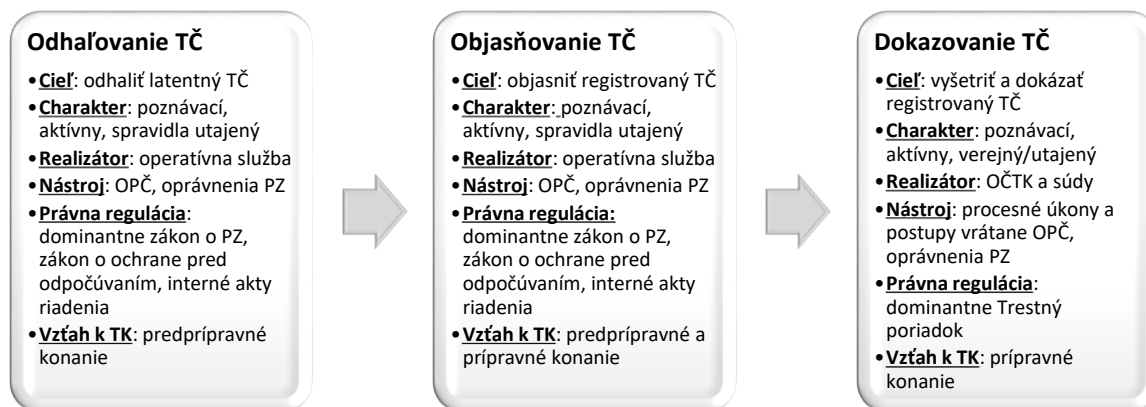 Odhaľovanie TČ
•Cieľ: odhaliť latentný TČ
•Charakter: poznávací,
aktívny, spravidla utajený
•Realizátor: operatívna služba
•Nástroj: OPČ, oprávnenia PZ
•Právna regulácia:
dominantne zákon o PZ,
zákon o ochrane pred
odpočúvaním, interné akty
riadenia
•Vzťah k TK: predprípravné
konanie
Objasňovanie TČ
•Cieľ: objasniť registrovaný TČ
•Charakter: poznávací,
aktívny, spravidla utajený
•Realizátor: operatívna služba
•Nástroj: OPČ, oprávnenia PZ
•Právna regulácia:
dominantne zákon o PZ,
zákon o ochrane pred
odpočúvaním, interné akty
riadenia
•Vzťah k TK: predprípravné a
prípravné konanie
Dokazovanie TČ
•Cieľ: vyšetriť a dokázať
registrovaný TČ
•Charakter: poznávací,
aktívny, verejný/utajený
•Realizátor: OČTK a súdy
•Nástroj: procesné úkony a
postupy vrátane OPČ,
oprávnenia PZ
•Právna regulácia:
dominantne Trestný
poriadok
•Vzťah k TK: prípravné
konanie